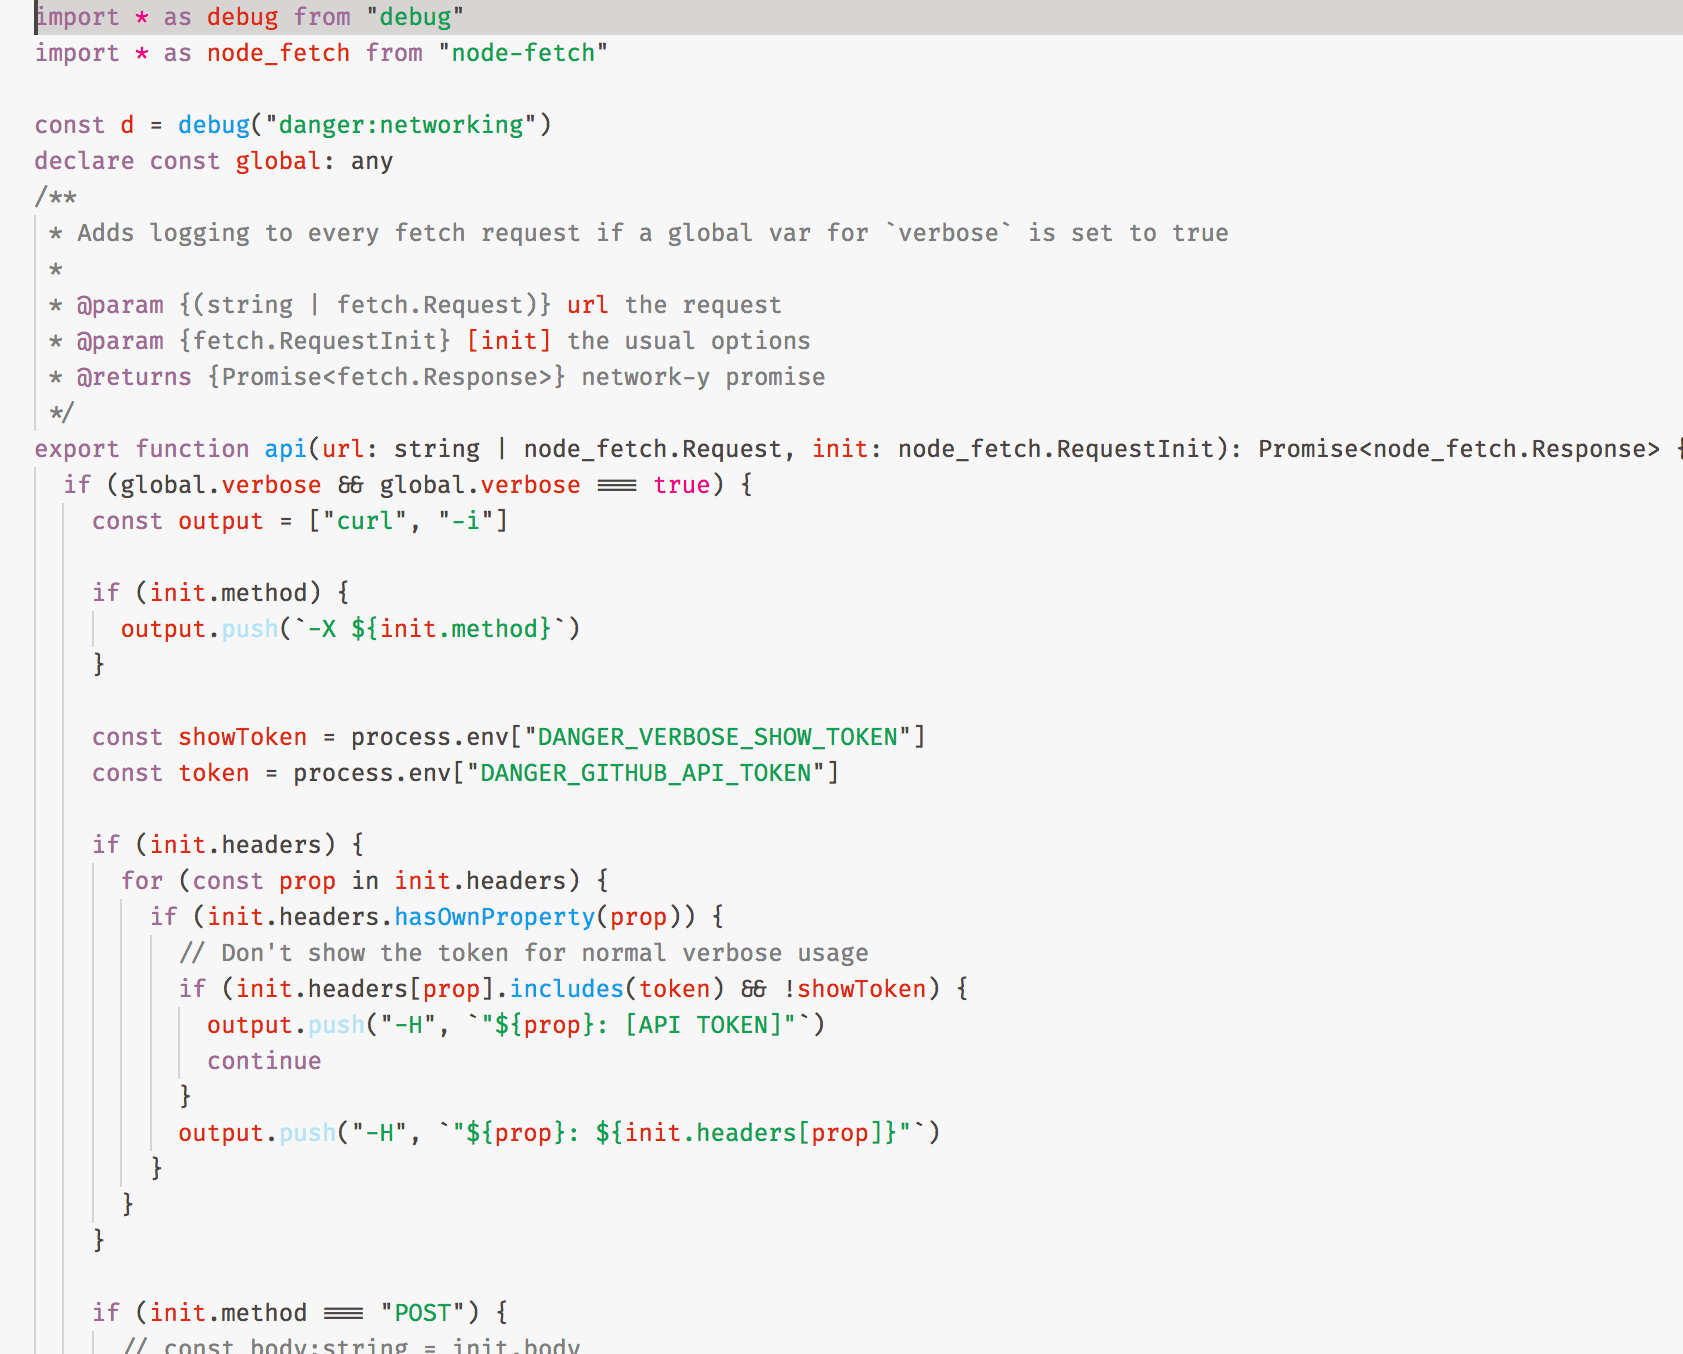 import * as debug from "debug"
import * as node_fetch from "node-fetch"
const d = debug("danger:networking")
declare const global: any
/**
* Adds logging to every fetch request if a global var for `verbose` is set to true
*
* @param {(string | fetch.Request)} url the request
* @param {fetch.RequestInit} [init] the usual options
* @returns {Promise<fetch.Response>} network-y promise
*/
export function api(url: string | node_fetch.Request, init: node_fetch.RequestInit): Promise<node_fetch.Response> {
if (global.verbose && global.verbose === true) {
const output = ["curl", "-i"]
if (init.method) {
output.push(`-X ${init.method}`)
}
const showToken = process.env["DANGER_VERBOSE_SHOW_TOKEN"]
const token = process.env["DANGER_GITHUB_API_TOKEN"]
if (init.headers) {
for (const prop in init.headers) {
if (init.headers.hasOwnProperty(prop)) {
// Don't show the token for normal verbose usage
if (init.headers[prop].includes(token) && !showToken) {
output.push("-H", `"${prop}: [API TOKEN]"`)
continue
}
output.push("-H", `"${prop}: ${init.headers[prop]}"`)
}
}
}
if (init.method === "POST") {
// const body:string = init.body